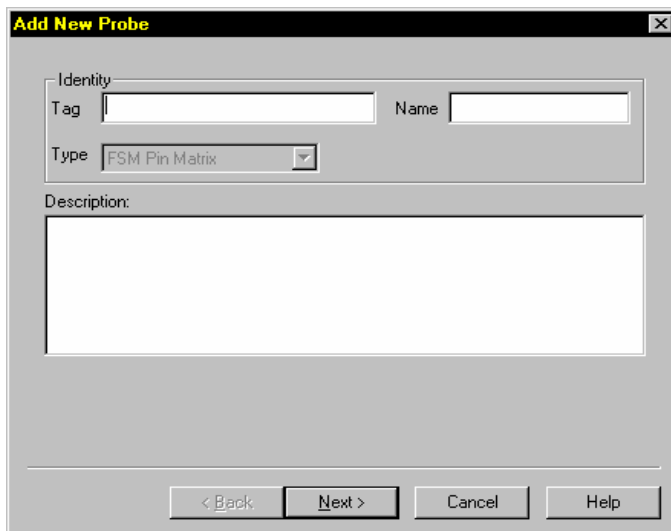 Add New Probe
Identity
Tag Name
Type FSM Pin Matrix
Description:
< Back Next > Cancel Help